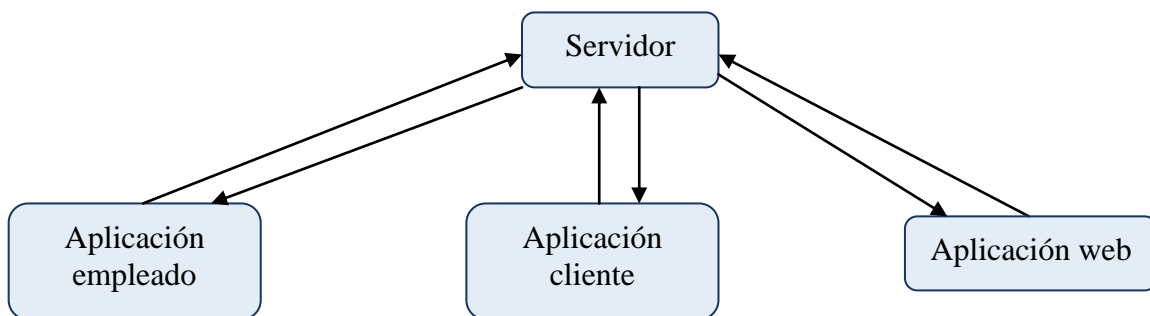 Servidor
Aplicación
empleado
Aplicación
cliente
Aplicación web